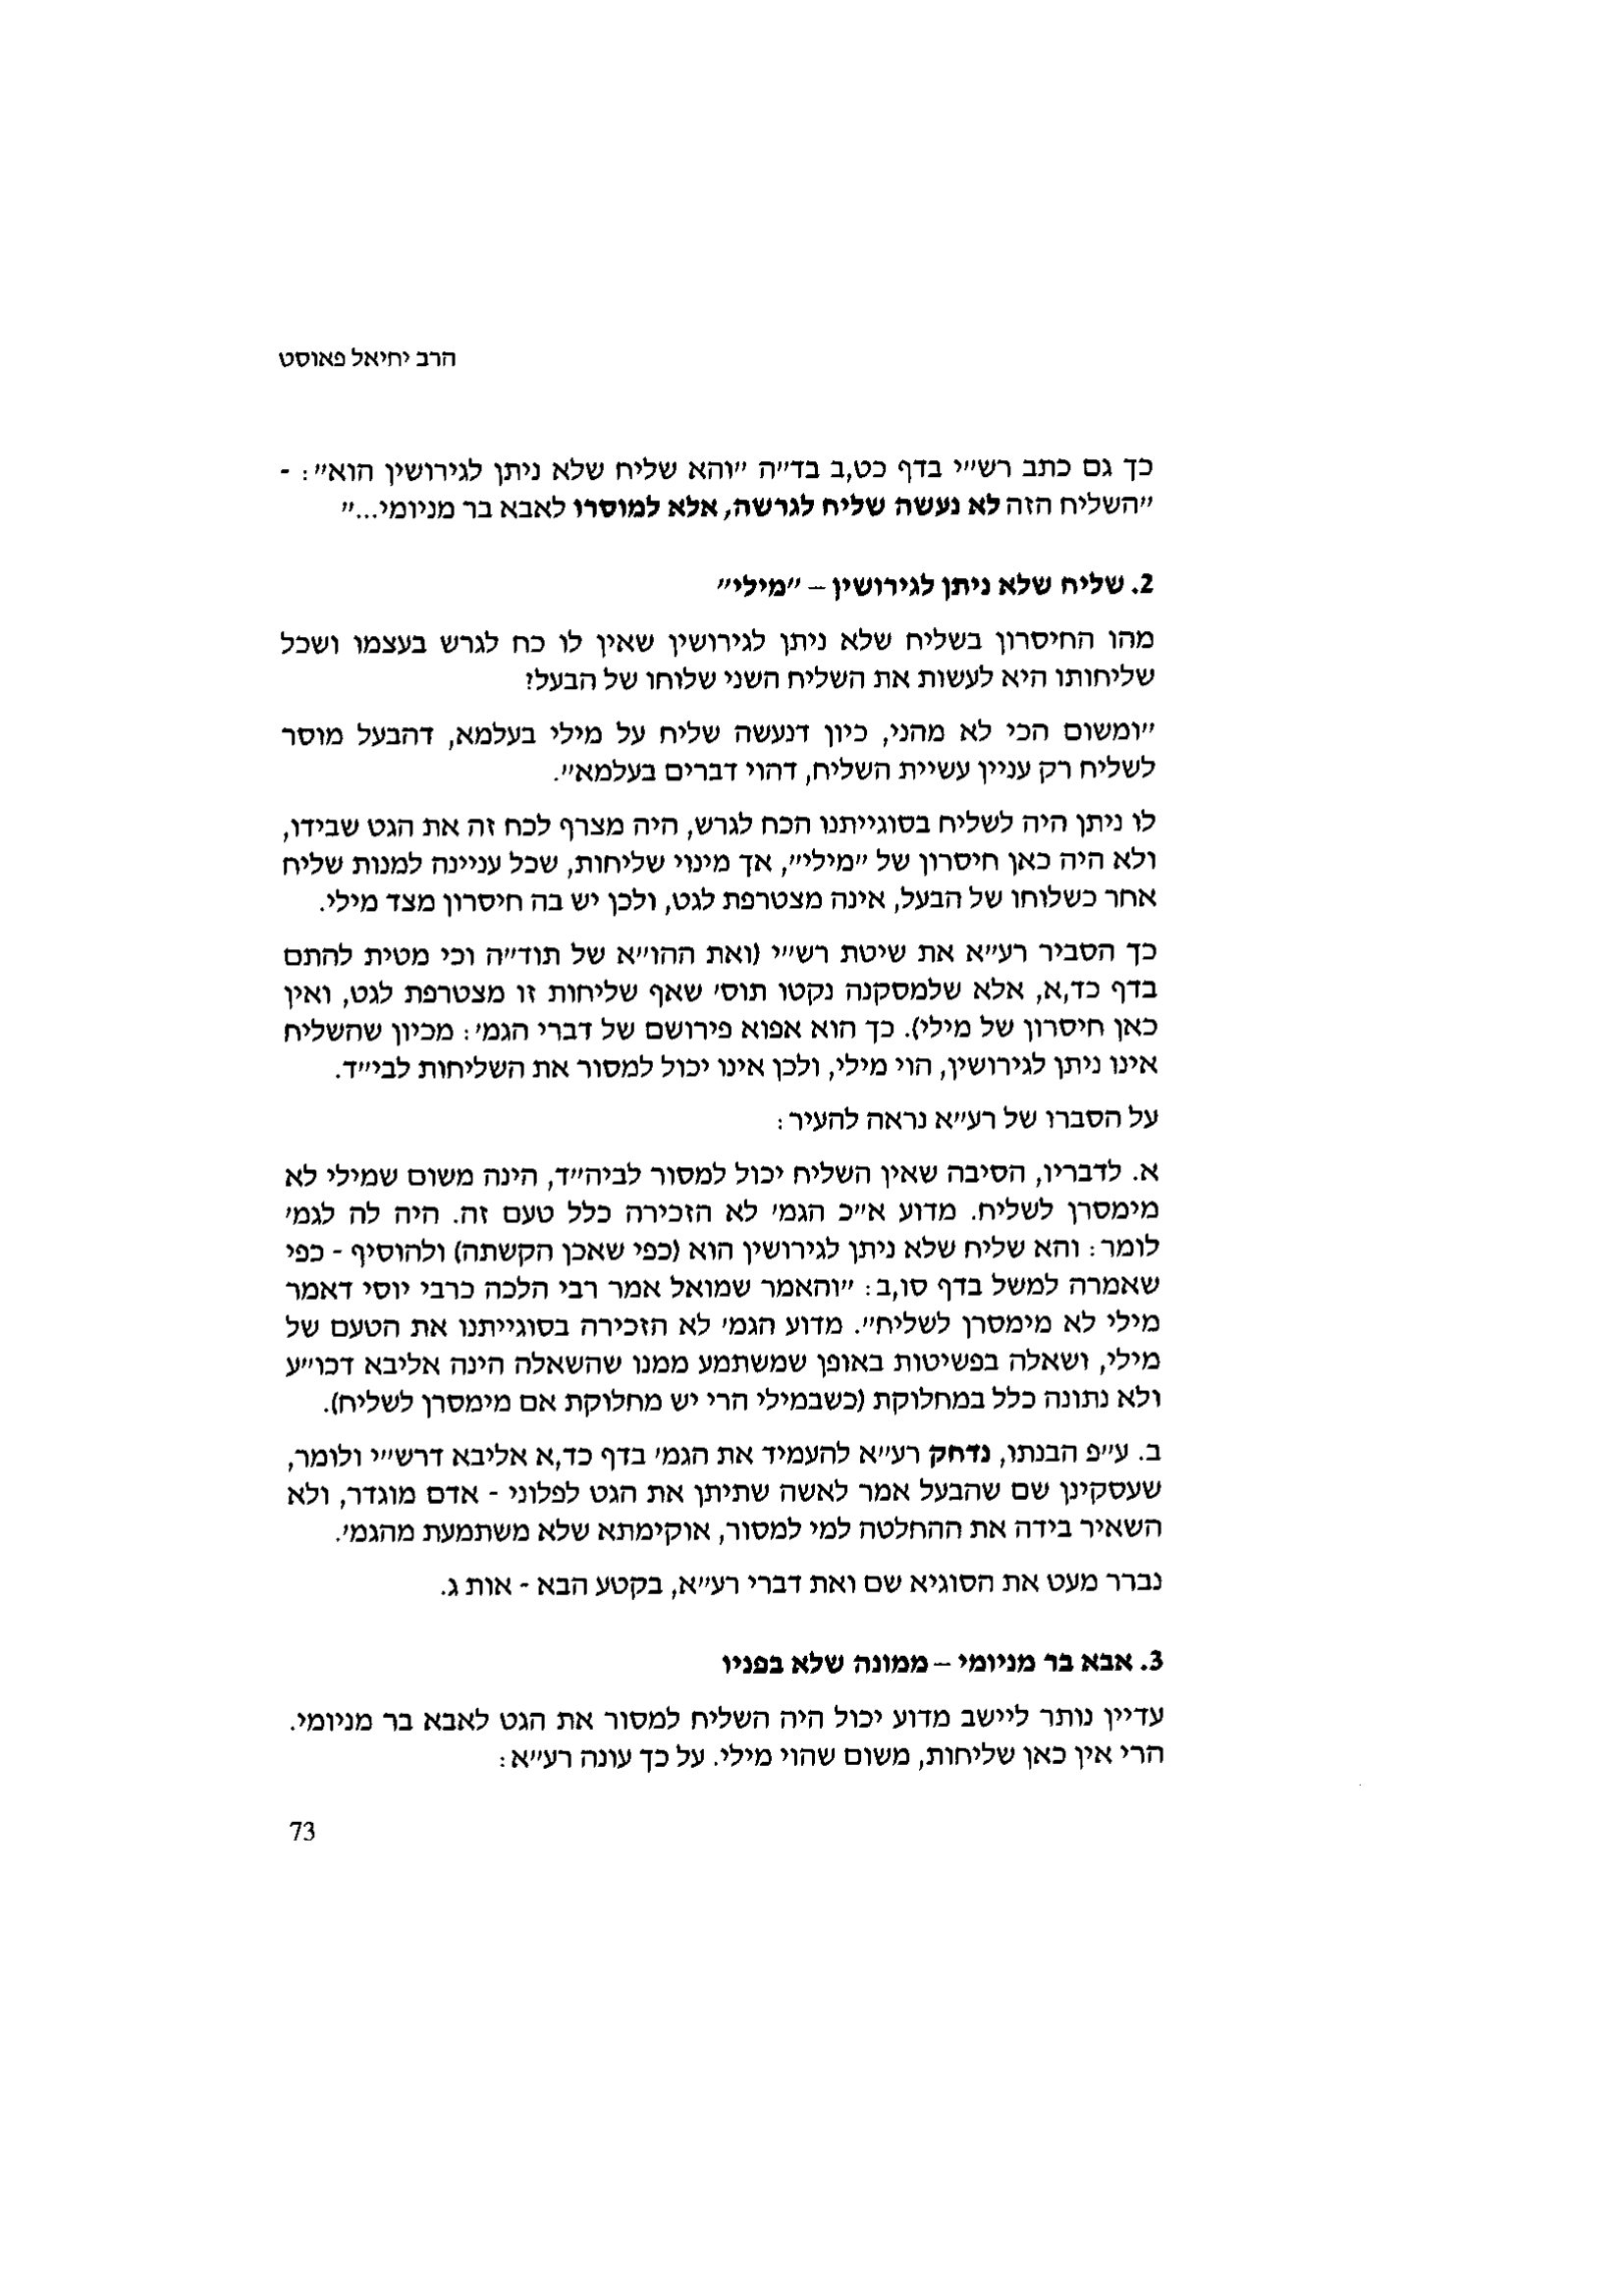 הרב יחיאל פאוסט
כך גם כתב רש״י בדף כט,ב בד״ה ״והא שליח שלא ניתן לגירושין הוא״: -
״השליח הזה לא נעשה שליח לגרשה, אלא למוסרו לאבא בר מניומי...״
2. שליח שלא ניתן לגירושין – ״מילי״
מהו החיסרון בשליח שלא ניתן לגירושין שאין לו כח לגרש בעצמו ושכל
שליחותו היא לעשות את השליח השני שלוחו של הבעל?
״ומשום הכי לא מהני, כיון דנעשה שליח על מילי בעלמא, דהבעל מוסר
לשליח רק עניין עשיית השליח, דהוי דברים בעלמא״.
לו ניתן היה לשליח בסוגייתנו הכח לגרש, היה מצרף לכח זה את הגט שבידו,
ולא היה כאן חיסרון של ״מילי״, אך מינוי שליחות, שכל עניינה למנות שליח
אחר כשלוחו של הבעל, אינה מצטרפת לגט, ולכן יש בה חיסרון מצד מילי.
כך הסביר רע״א את שיטת רש״י (ואת ההו״א של תוד״ה וכי מטית להתם
בדף כד,א, אלא שלמסקנה נקטו תוס׳ שאף שליחות זו מצטרפת לגט, ואין
כאן חיסרון של מילי). כך הוא אפוא פירושם של דברי הגמ׳: מכיון שהשליח
אינו ניתן לגירושין, הוי מילי, ולכן אינו יכול למסור את השליחות לבי״ד.
על הסברו של רע״א נראה להעיר:
א. לדבריו, הסיבה שאין השליח יכול למסור לביה״ד, הינה משום שמילי לא
מימסרן לשליח. מדוע א״כ הגמ׳ לא הזכירה כלל טעם זה. היה לה לגמ׳
לומר: והא שליח שלא ניתן לגירושין הוא (כפי שאכן הקשתה) ולהוסיף - כפי
שאמרה למשל בדף סו,ב: ״והאמר שמואל אמר רבי הלכה כרבי יוסי דאמר
מילי לא מימסרן לשליח״. מדוע הגמ׳ לא הזכירה בסוגייתנו את הטעם של
מילי, ושאלה בפשיטות באופן שמשתמע ממנו שהשאלה הינה אליבא דכו״ע
ולא נתונה כלל במחלוקת (כשבמילי הרי יש מחלוקת אם מימסרן לשליח).
ב. ע״פ הבנתו, נדחק רע״א להעמיד את הגמ׳ בדף כד,א אליבא דרש״י ולומר,
שעסקינן שם שהבעל אמר לאשה שתיתן את הגט לפלוני - אדם מוגדר, ולא
השאיר בידה את ההחלטה למי למסור, אוקימתא שלא משתמעת מהגמ׳.
נברר מעט את הסוגיא שם ואת דברי רע״א, בקטע הבא - אות ג.
3. אבא בר מניומי – ממונה שלא בפניו
עדיין נותר ליישב מדוע יכול היה השליח למסור את הגט לאבא בר מניומי.
הרי אין כאן שליחות, משום שהוי מילי. על כך עונה רע״א:
73